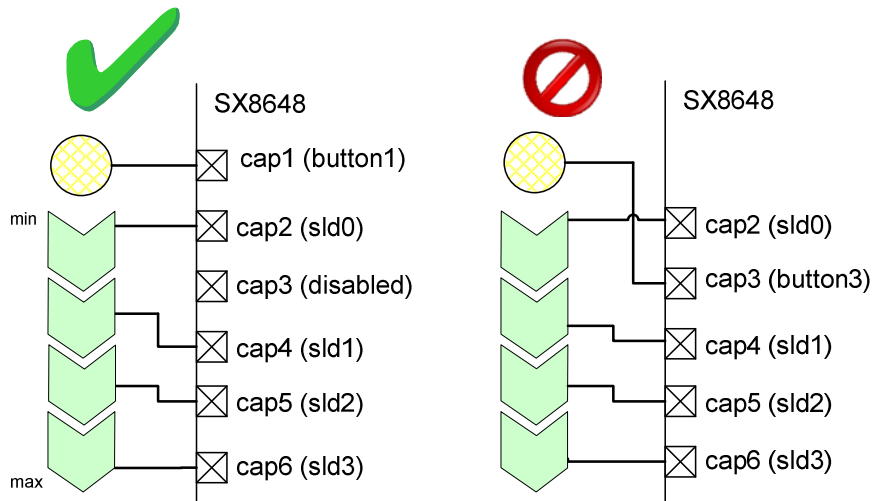 SX8648
cap1 (button1)
min
cap2 (sld0)
cap3 (disabled)
cap4 (sld1)
cap5 (sld2)
cap6 (sld3)
max
SX8648
cap2 (sld0)
cap3 (button3)
cap4 (sld1)
cap5 (sld2)
cap6 (sld3)